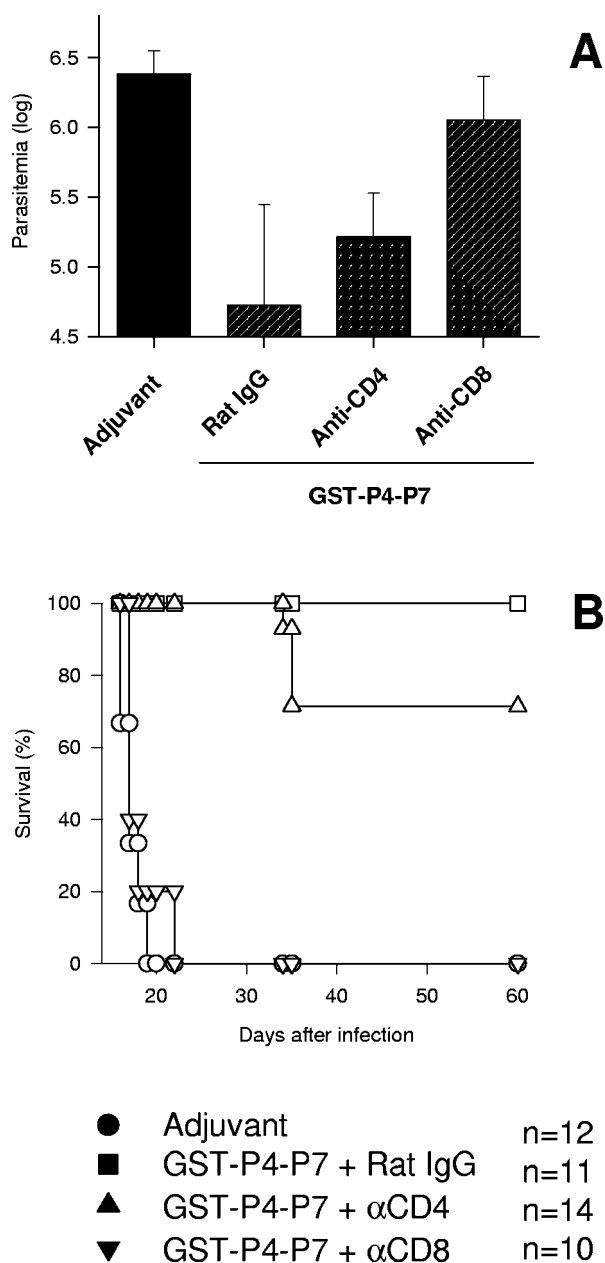 A
Parasitemia (log)
6.5
6.0
5.5
5.0
4.5
Adjuvant
Rat IgG
Anti-CD4
Anti-CD8
GST-P4-P7
B
Survival (%)
100
80
60
40
20
0
20 30 40 50 60
Days after infection
Adjuvant n=12
GST-P4-P7 + Rat IgG n=11
GST-P4-P7 + αCD4 n=14
GST-P4-P7 + αCD8 n=10